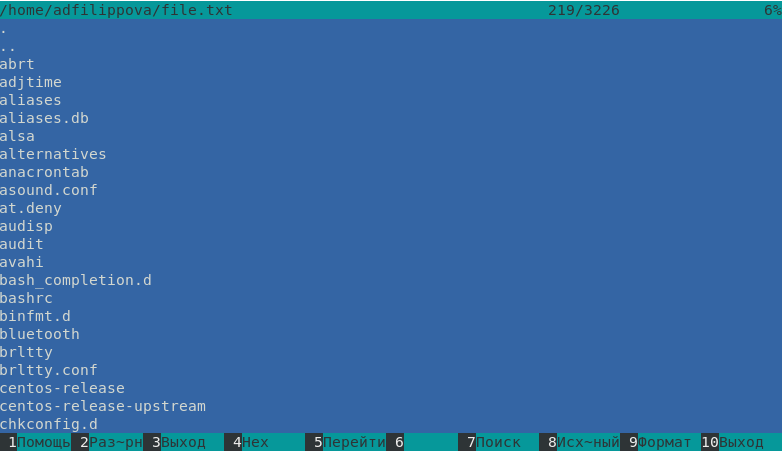 /home/adfilippova/file.txt 219/3226 6%
.
..
abrt
adjtime
aliases
aliases.db
alsa
alternatives
anacrontab
asound.conf
at.deny
audisp
audit
avahi
bash_completion.d
bashrc
binfmt.d
bluetooth
brltty
brltty.conf
centos-release
centos-release-upstream
chkconfig.d
1Помощь 2Раз~рн 3Выход 4Hex 5Перейти 6 7Поиск 8Исх~ный 9Формат 10Выход